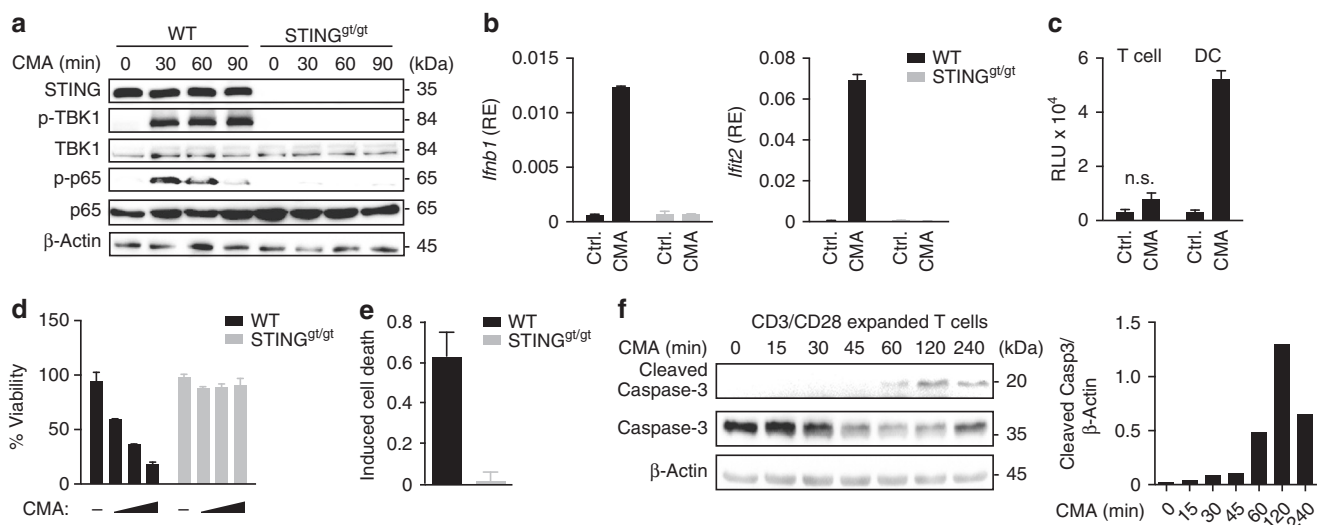 a
WT STING^gt/gt
CMA (min) 0 30 60 90 0 30 60 90 (kDa)
STING - 35
p-TBK1 - 84
TBK1 - 84
p-p65 - 65
p65 - 65
β-Actin - 45
b
0.015
0.010
0.005
0
Ifnb1 (RE)
Ctrl. CMA Ctrl. CMA
0.08
0.06
0.04
0.02
0
Ifit2 (RE)
Ctrl. CMA Ctrl. CMA
WT
STING^gt/gt
c
T cell DC
6
4
2
0
RLU x 10^4
n.s.
Ctrl. CMA Ctrl. CMA
d
WT
STING^gt/gt
150
100
50
0
% Viability
CMA: – –
e
WT
STING^gt/gt
0.8
0.6
0.4
0.2
0
Induced cell death
f
CD3/CD28 expanded T cells
CMA (min) 0 15 30 45 60 120 240 (kDa)
Cleaved
Caspase-3 - 20
Caspase-3 - 35
β-Actin - 45
1.5
1.0
0.5
0
Cleaved Casp3/
β-Actin
CMA (min) 0 15 30 45 60 120 240